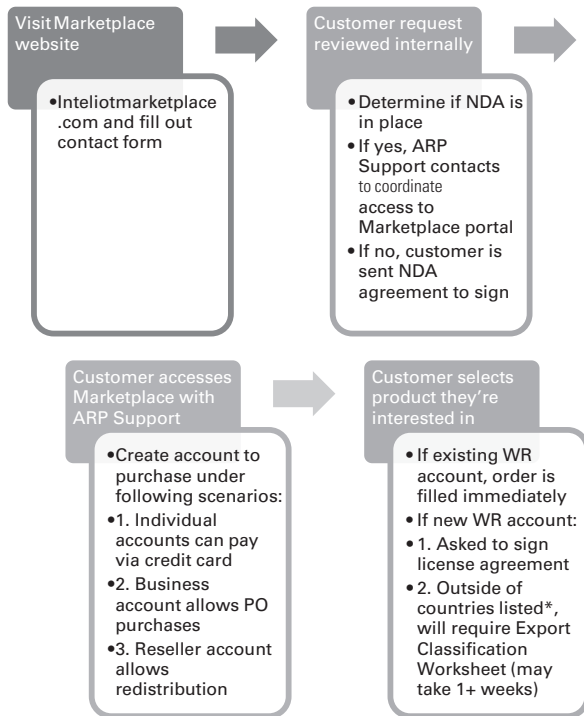 Visit Marketplace
website
•Inteliotmarketplace
.com and fill out
contact form
Customer request
reviewed internally
• Determine if NDA is
in place
• If yes, ARP
Support contacts
to coordinate
access to
Marketplace portal
• If no, customer is
sent NDA
agreement to sign
Customer accesses
Marketplace with
ARP Support
•Create account to
purchase under
following scenarios:
•1. Individual
accounts can pay
via credit card
•2. Business
account allows PO
purchases
•3. Reseller account
allows
redistribution
Customer selects
product they're
interested in
• If existing WR
account, order is
filled immediately
• If new WR account:
• 1. Asked to sign
license agreement
• 2. Outside of
countries listed*,
will require Export
Classification
Worksheet (may
take 1+ weeks)